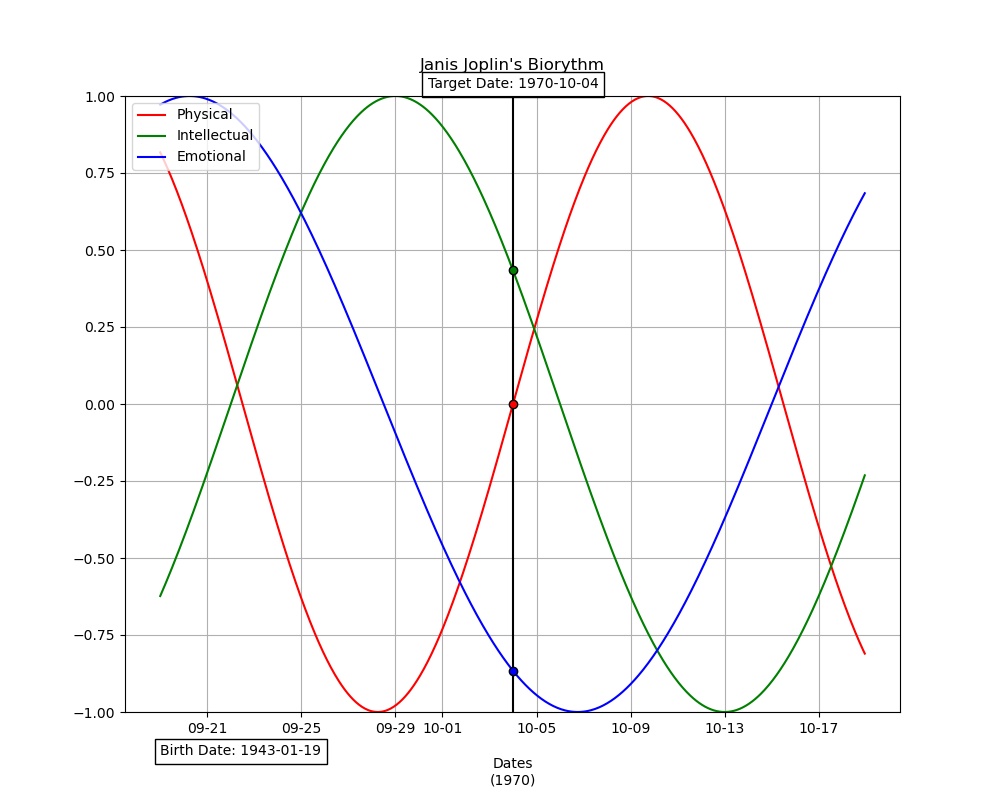 Janis Joplin's Biorythm
Target Date: 1970-10-04
1.00
0.75
0.50
0.25
0.00
−0.25
−0.50
−0.75
−1.00
Physical
Intellectual
Emotional
09-21 09-25 09-29 10-01 10-05 10-09 10-13 10-17
Birth Date: 1943-01-19
Dates
(1970)